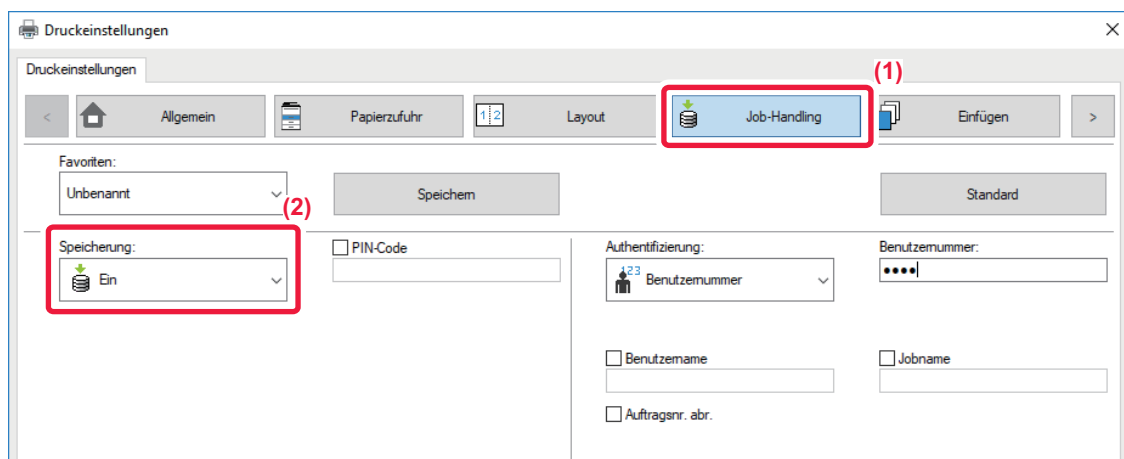 Druckeinstellungen
Druckeinstellungen
(1)
< Allgemein Papierzufuhr 1 2 Layout Job-Handling Einfügen >
Favoriten:
Unbenannt Speichern Standard
(2)
Speicherung: PIN-Code Authentifizierung: Benutzernummer:
Ein 123 Benutzernummer ••••
Benutzername Jobname
Auftragsnr. abr.